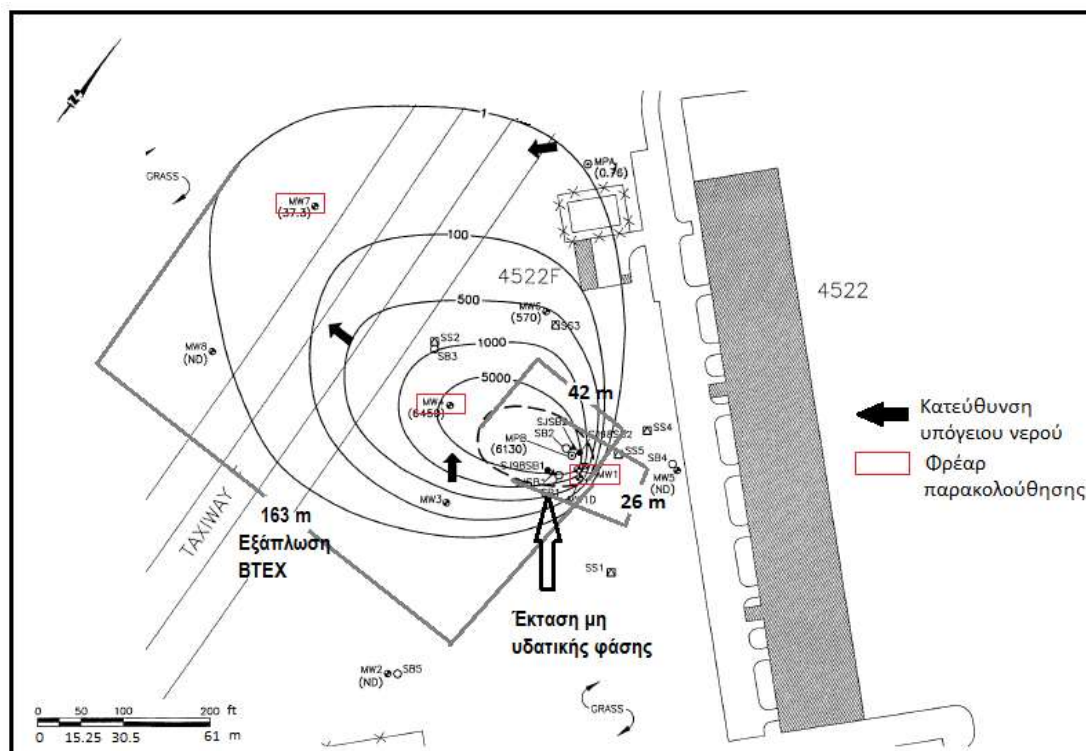 N
1
MPA
(0.76)
GRASS
MW7
(37.3)
100
4522F
4522
500
MW6
(570)
SS3
SS2
SB3
1000
MW8
(ND)
5000
42 m
MW4
(6450)
Κατεύθυνση
υπόγειου νερού
SJSB2
SB2
MPB
(6130)
SS4
SS5
SB4
MW5
(ND)
SJ9BSB1
MW1
Φρέαρ
παρακολούθησης
MW3
26 m
163 m
Εξάπλωση
BTEX
TAXIWAY
SS1
Έκταση μη
υδατικής φάσης
MW2
(ND)
SB5
GRASS
0 50 100 200 ft
0 15.25 30.5 61 m